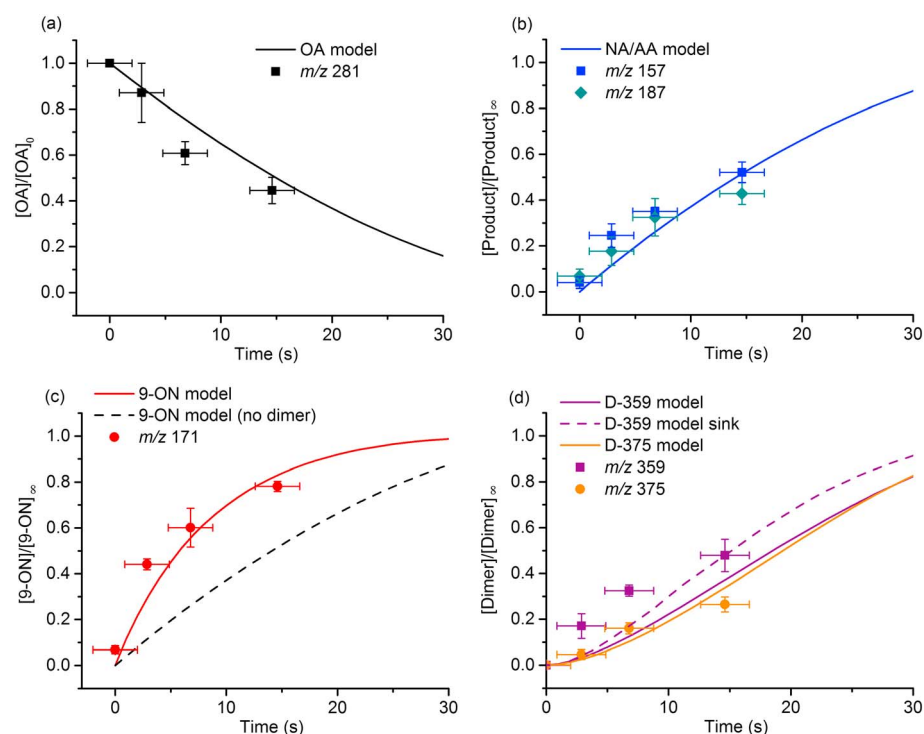 (a)
OA model
m/z 281
[OA]/[OA]₀
1.0
0.8
0.6
0.4
0.2
0.0
0 10 20 30
Time (s)
(b)
NA/AA model
m/z 157
m/z 187
[Product]/[Product]∞
1.0
0.8
0.6
0.4
0.2
0.0
0 10 20 30
Time (s)
(c)
9-ON model
9-ON model (no dimer)
m/z 171
[9-ON]/[9-ON]∞
1.0
0.8
0.6
0.4
0.2
0.0
0 10 20 30
Time (s)
(d)
D-359 model
D-359 model sink
D-375 model
m/z 359
m/z 375
[Dimer]/[Dimer]∞
1.0
0.8
0.6
0.4
0.2
0.0
0 10 20 30
Time (s)